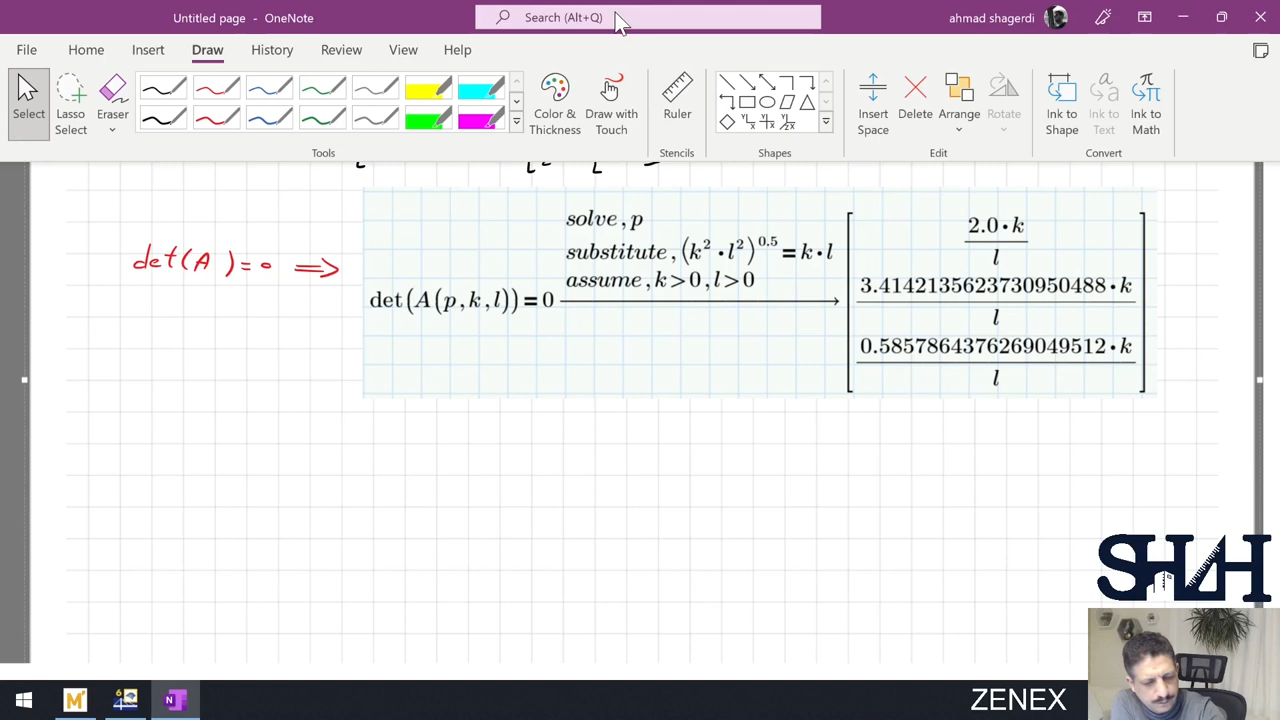 Untitled page - OneNote
Search (Alt+Q)
ahmad shagerdi
File Home Insert Draw History Review View Help
Select
Lasso Select
Eraser
Color & Thickness
Draw with Touch
Ruler
Insert Space
Delete
Arrange
Rotate
Ink to Shape
Ink to Text
Ink to Math
Tools
Stencils
Shapes
Edit
Convert
det(A)=0 ⟹
solve, p
substitute, (k²·l²)^0.5 = k·l
assume, k>0, l>0
det(A(p,k,l))=0 →
2.0·k / l
3.4142135623730950488·k / l
0.5857864376269049512·k / l
SHZH
ZENEX